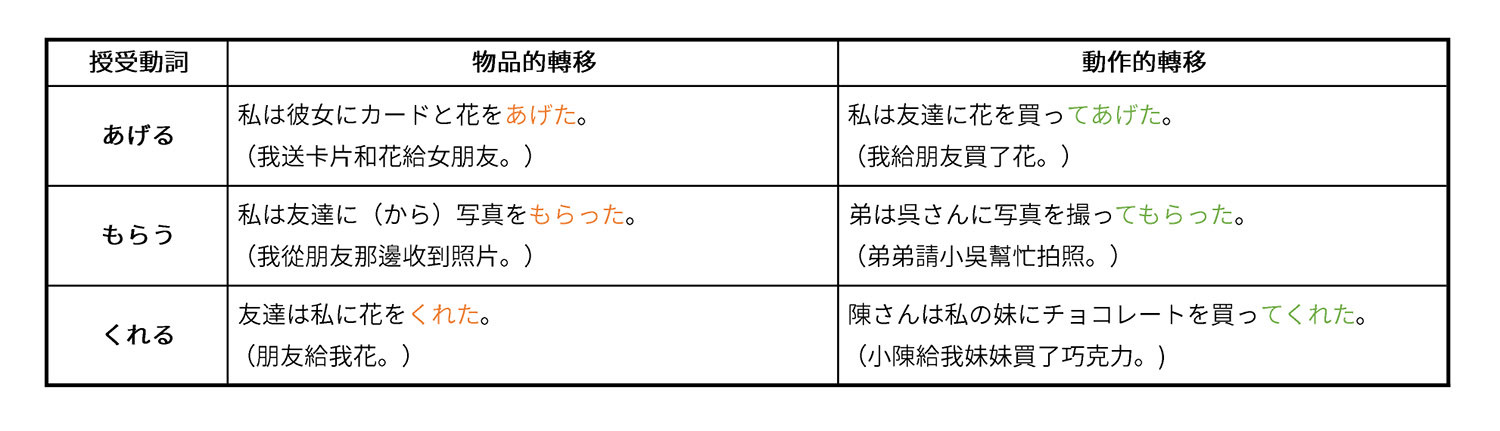 授受動詞
物品的轉移
動作的轉移
あげる
私は彼女にカードと花をあげた。
（我送卡片和花給女朋友。）
私は友達に花を買ってあげた。
（我給朋友買了花。）
もらう
私は友達に（から）写真をもらった。
（我從朋友那邊收到照片。）
弟は呉さんに写真を撮ってもらった。
（弟弟請小吳幫忙拍照。）
くれる
友達は私に花をくれた。
（朋友給我花。）
陳さんは私の妹にチョコレートを買ってくれた。
（小陳給我妹妹買了巧克力。)